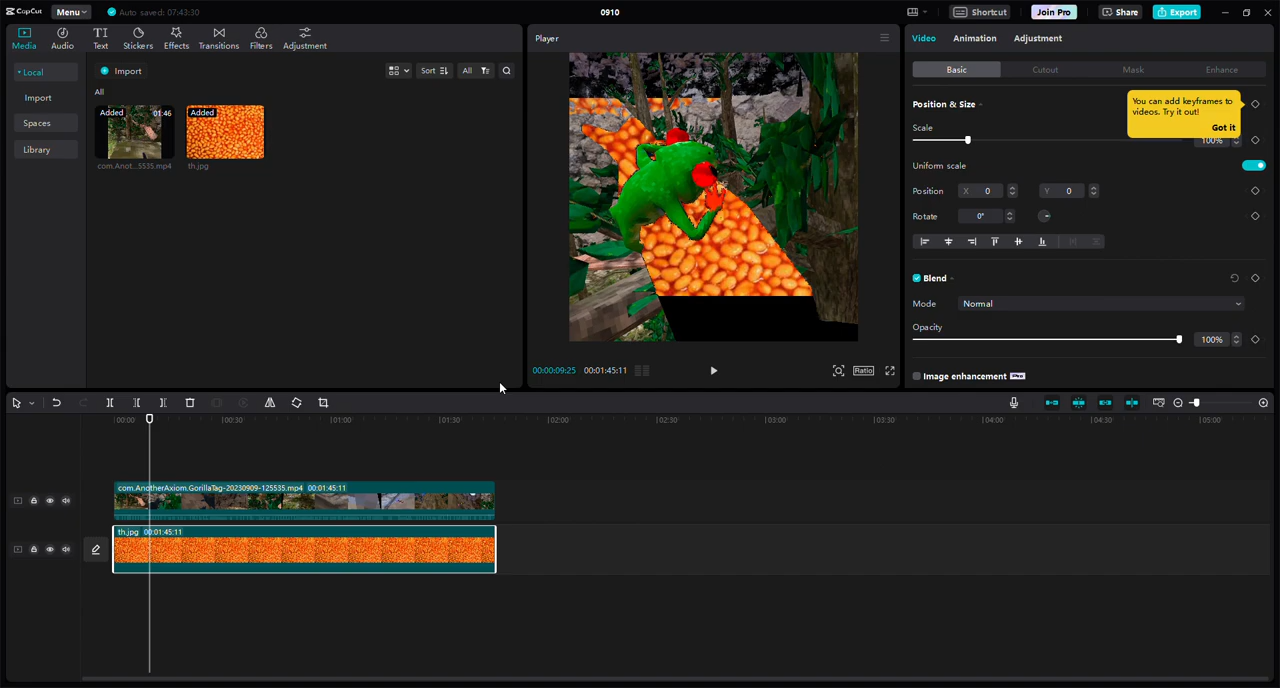 CapCut Menu Auto saved: 07:43:30 0910 Shortcut Join Pro Share Export
Media Audio Text Stickers Effects Transitions Filters Adjustment
Local
Import
Spaces
Library
Import Sort All
All
Added 01:46 Added
com.Anot...5535.mp4 th.jpg
Player
00:00:09:25 00:01:45:11 Ratio
Video Animation Adjustment
Basic Cutout Mask Enhance
Position & Size
You can add keyframes to
videos. Try it out!
Got it
Scale
100%
Uniform scale
Position X 0 Y 0
Rotate 0°
Blend
Mode Normal
Opacity
100%
Image enhancement Pro
00:00 00:30 01:00 01:30 02:00 02:30 03:00 03:30 04:00 04:30 05:00
com.AnotherAxiom.GorillaTag-20230909-125535.mp4 00:01:45:11
th.jpg 00:01:45:11